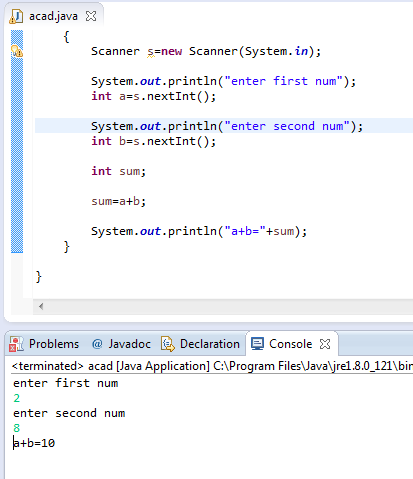 acad.java
{
Scanner s=new Scanner(System.in);
System.out.println("enter first num");
int a=s.nextInt();
System.out.println("enter second num");
int b=s.nextInt();
int sum;
sum=a+b;
System.out.println("a+b="+sum);
}
}
Problems @ Javadoc Declaration Console
<terminated> acad [Java Application] C:\Program Files\Java\jre1.8.0_121\bin
enter first num
2
enter second num
8
a+b=10